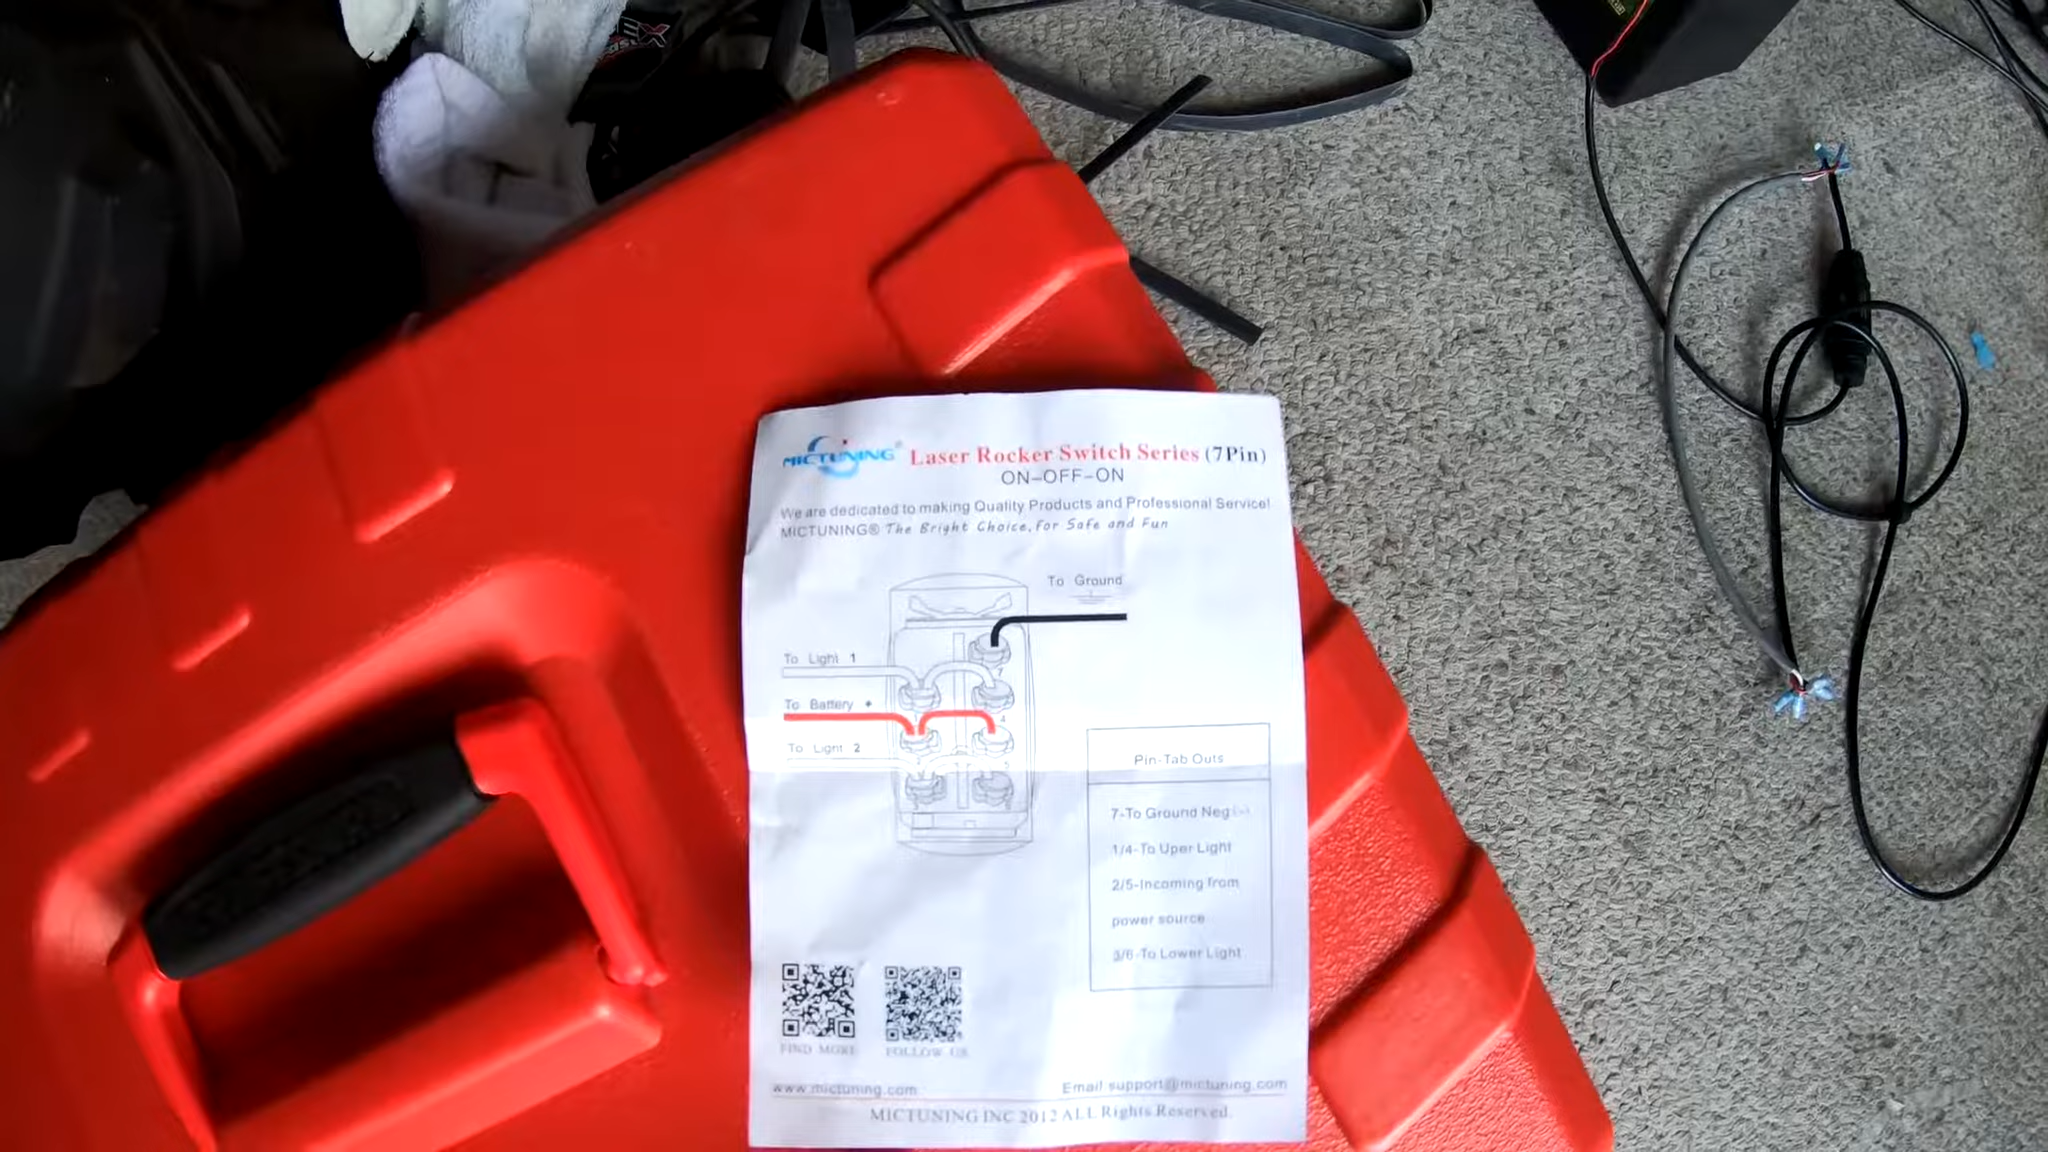 MICTUNING® Laser Rocker Switch Series (7Pin)
ON-OFF-ON
We are dedicated to making Quality Products and Professional Service!
MICTUNING® The Bright Choice, for Safe and Fun
To Ground
To Light 1
7
To Battery +
4
To Light 2
5
Pin-Tab Outs
7-To Ground Neg(-)
1/4-To Uper Light
2/5-Incoming from
power source
3/6-To Lower Light
FIND MORE
FOLLOW US
www.mictuning.com
Email support@mictuning.com
MICTUNING INC 2012 ALL Rights Reserved.